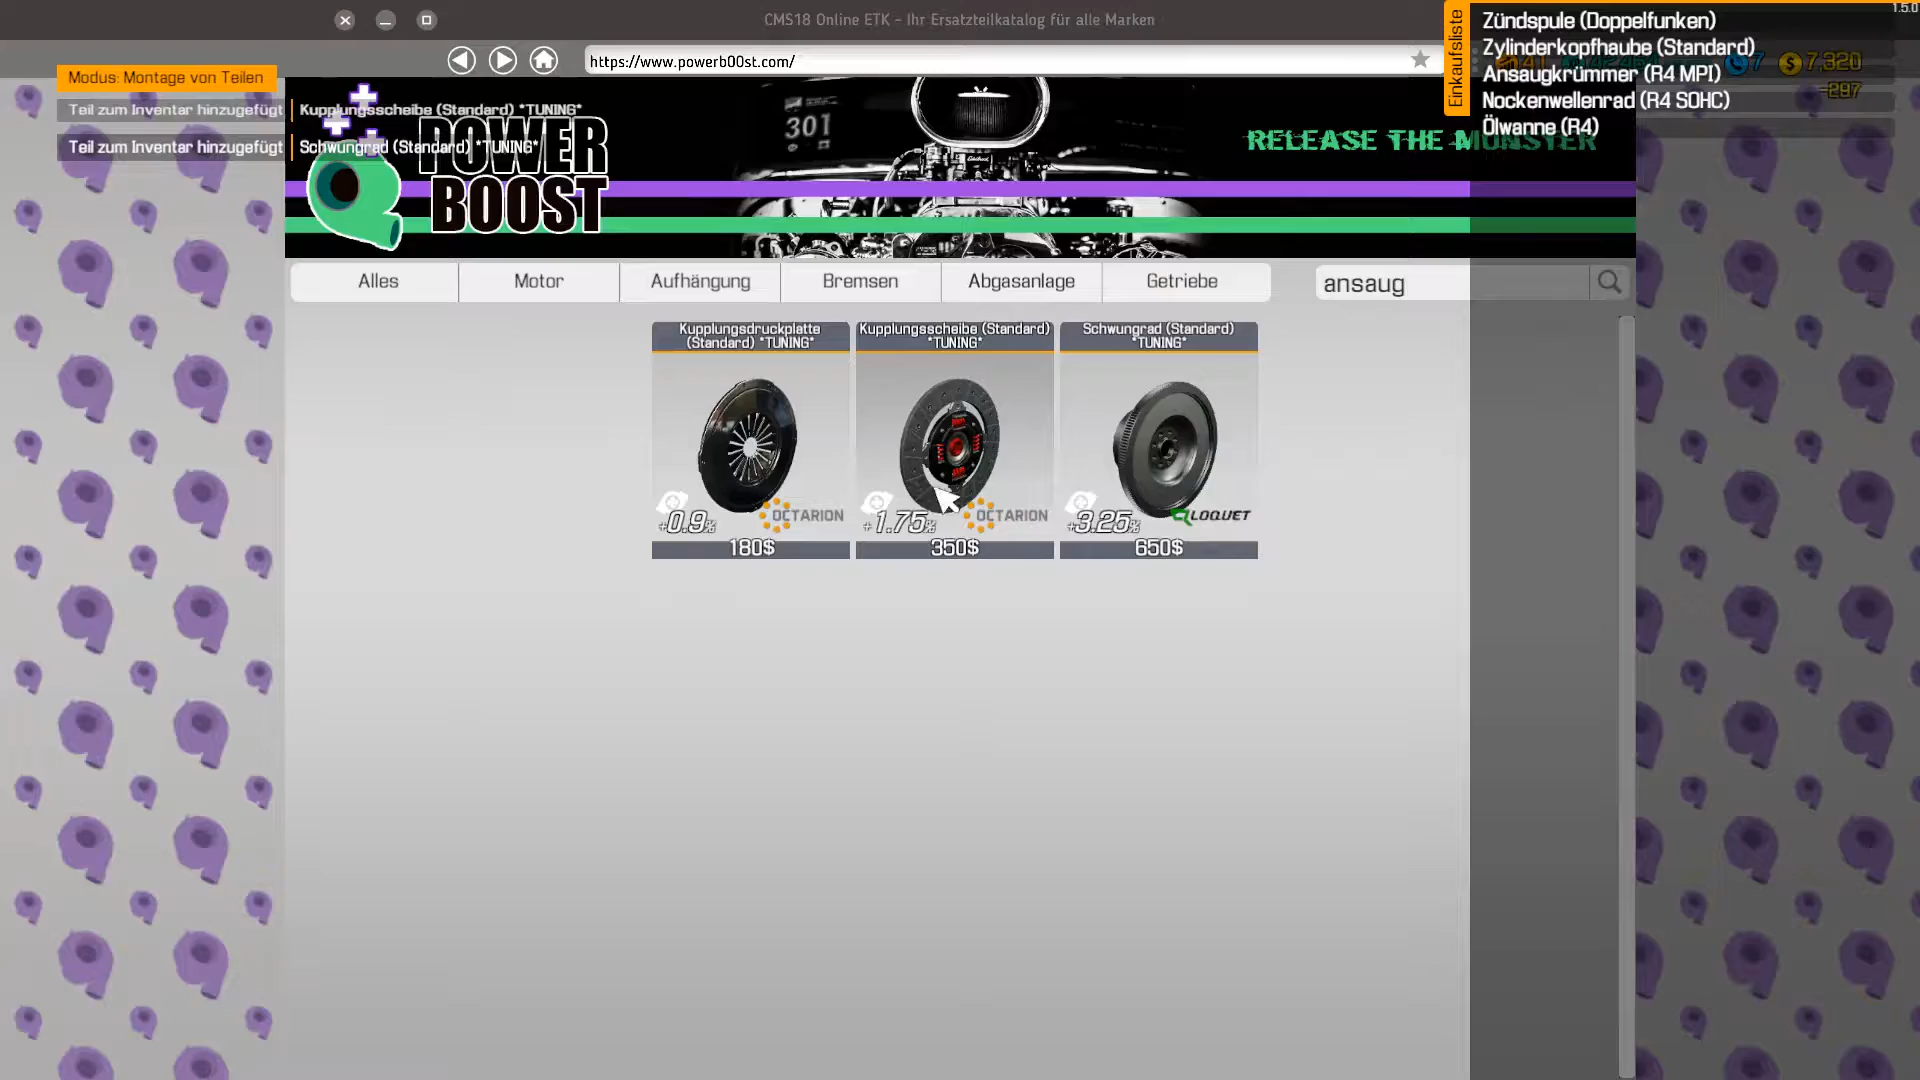 CMS18 Online ETK - Ihr Ersatzteilkatalog für alle Marken
1.5.0
https://www.powerb00st.com/
Einkaufsliste
Zündspule (Doppelfunken)
Zylinderkopfhaube (Standard)
Ansaugkrümmer (R4 MPI)
Nockenwellenrad (R4 SOHC)
Ölwanne (R4)
7
$ 7,320
-297
Modus: Montage von Teilen
Teil zum Inventar hinzugefügt
Kupplungsscheibe (Standard) *TUNING*
Teil zum Inventar hinzugefügt
Schwungrad (Standard) *TUNING*
POWER
BOOST
301
RELEASE THE MONSTER
Alles
Motor
Aufhängung
Bremsen
Abgasanlage
Getriebe
ansaug
Kupplungsdruckplatte
(Standard) *TUNING*
+0.9%
OCTARION
180$
Kupplungsscheibe (Standard)
*TUNING*
+1.75%
OCTARION
350$
Schwungrad (Standard)
*TUNING*
+3.25%
LOQUET
650$